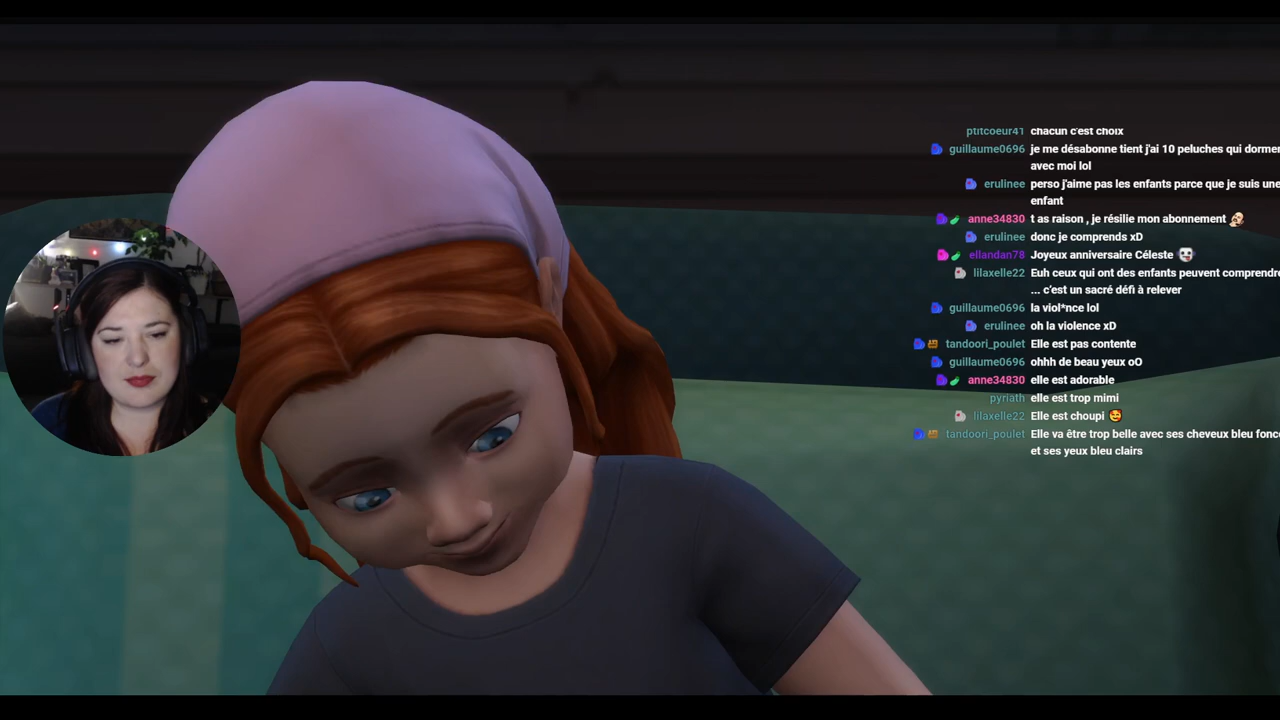 ptitcoeur41 chacun c'est choix
guillaume0696 je me désabonne tient j'ai 10 peluches qui dorment
avec moi lol
erulinee perso j'aime pas les enfants parce que je suis une
enfant
anne34830 t as raison , je résilie mon abonnement
erulinee donc je comprends xD
ellandan78 Joyeux anniversaire Céleste
lilaxelle22 Euh ceux qui ont des enfants peuvent comprendre
... c'est un sacré défi à relever
guillaume0696 la viol*nce lol
erulinee oh la violence xD
tandoori_poulet Elle est pas contente
guillaume0696 ohhh de beau yeux oO
anne34830 elle est adorable
pyriath elle est trop mimi
lilaxelle22 Elle est choupi
tandoori_poulet Elle va être trop belle avec ses cheveux bleu foncé
et ses yeux bleu clairs